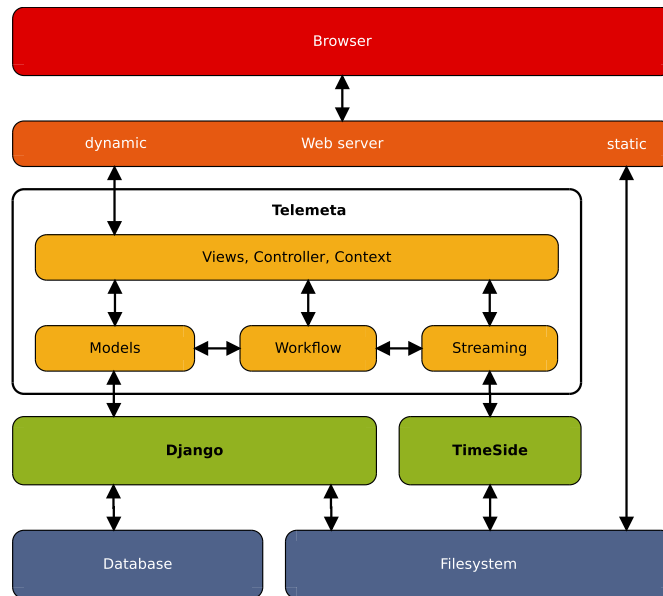 Browser
dynamic Web server static
Telemeta
Views, Controller, Context
Models Workflow Streaming
Django TimeSide
Database Filesystem